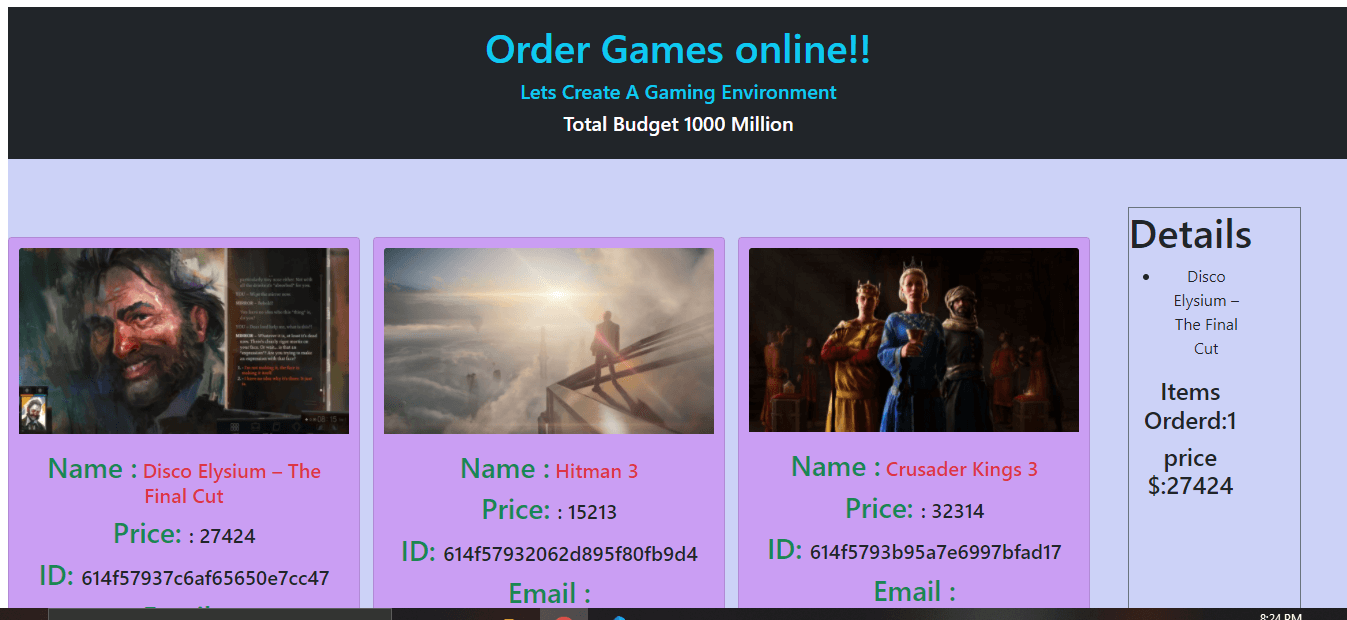 Order Games online!!
Lets Create A Gaming Environment
Total Budget 1000 Million
Name : Disco Elysium – The
Final Cut
Price: : 27424
ID: 614f57937c6af65650e7cc47
Name : Hitman 3
Price: : 15213
ID: 614f57932062d895f80fb9d4
Email :
Name : Crusader Kings 3
Price: : 32314
ID: 614f5793b95a7e6997bfad17
Email :
Details
• Disco
Elysium –
The Final
Cut
Items
Orderd:1
price
$:27424
8:24 PM